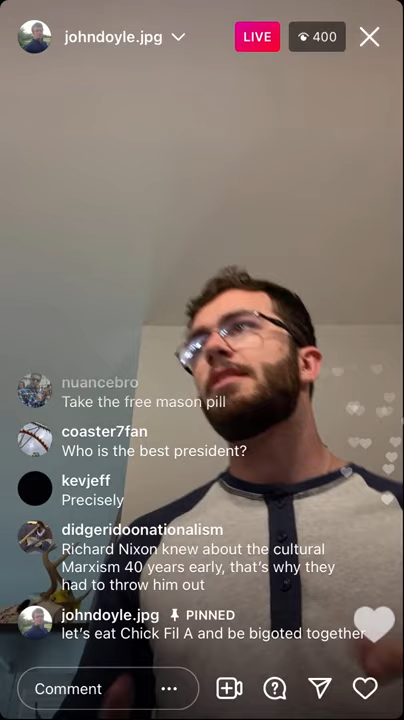 johndoyle.jpg
LIVE
400
nuancebro
Take the free mason pill
coaster7fan
Who is the best president?
kevjeff
Precisely
didgeridoonationalism
Richard Nixon knew about the cultural
Marxism 40 years early, that's why they
had to throw him out
johndoyle.jpg PINNED
let's eat Chick Fil A and be bigoted together
Comment